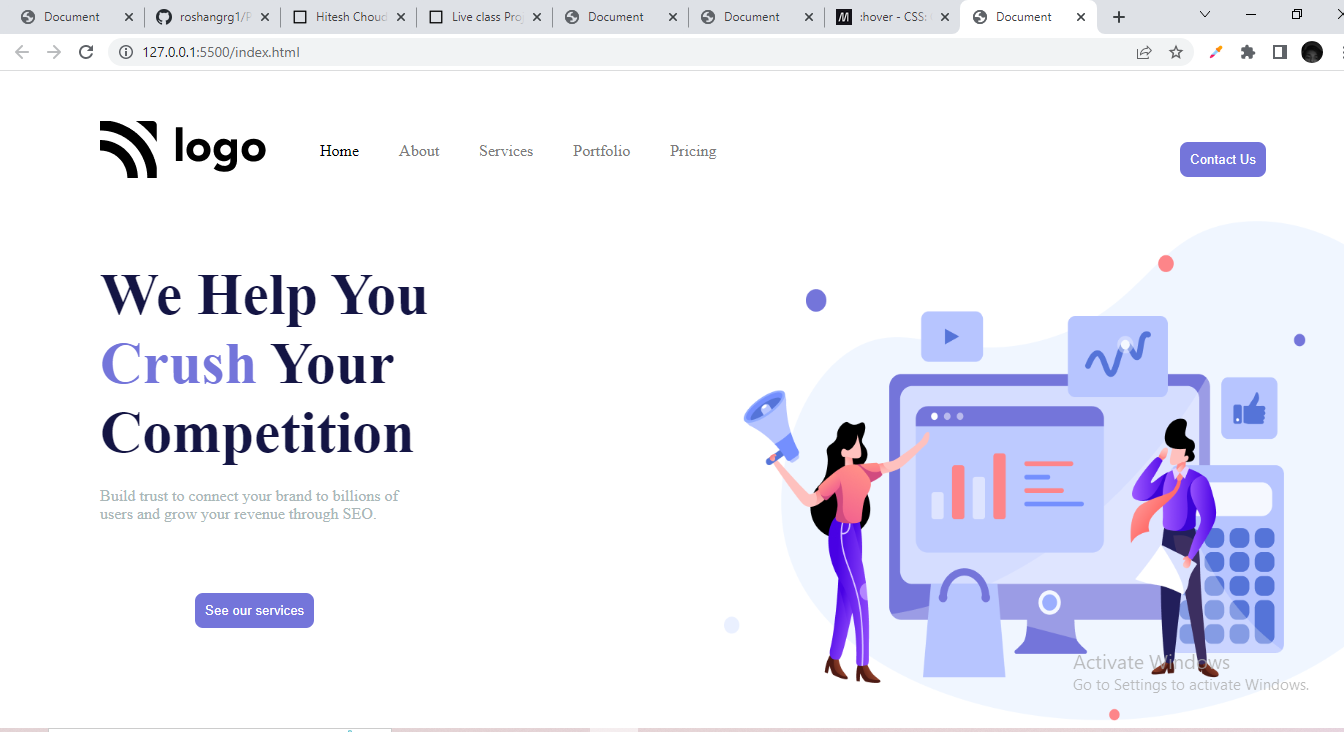 Document
roshangrg1/P
Hitesh Choud
Live class Proj
Document
Document
:hover - CSS:
Document
127.0.0.1:5500/index.html
logo
Home
About
Services
Portfolio
Pricing
Contact Us
We Help You
Crush Your
Competition
Build trust to connect your brand to billions of
users and grow your revenue through SEO.
See our services
Activate Windows
Go to Settings to activate Windows.